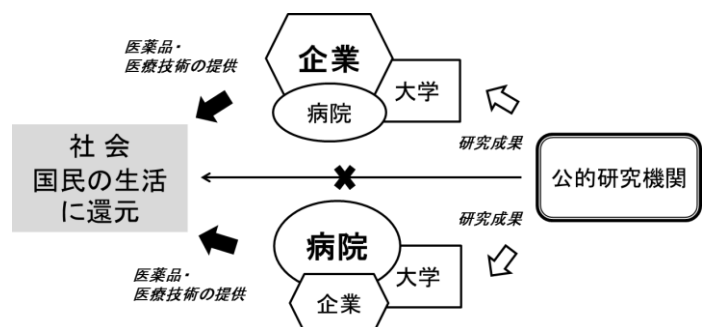 医薬品・
医療技術の提供
企業
大学
病院
研究成果
社 会
国民の生活
に還元
公的研究機関
研究成果
病院
大学
医薬品・
医療技術の提供
企業